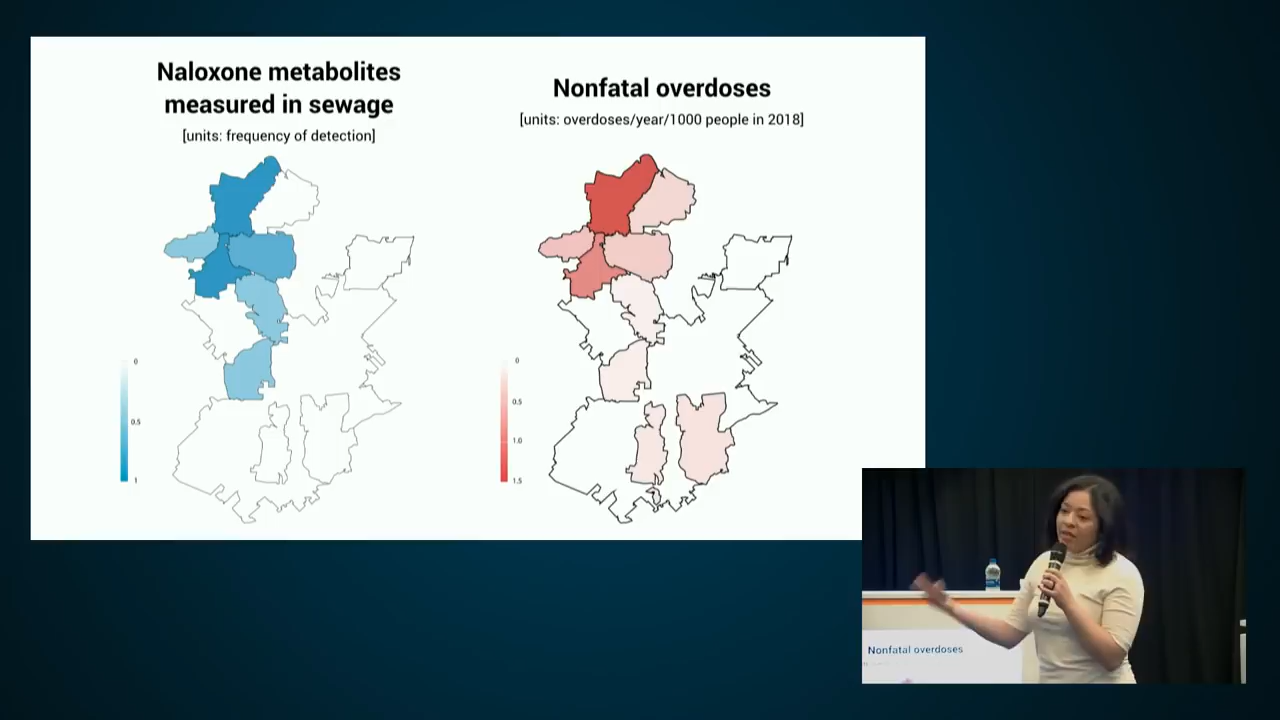 Naloxone metabolites
measured in sewage
[units: frequency of detection]
0
0.5
1
Nonfatal overdoses
[units: overdoses/year/1000 people in 2018]
0
0.5
1.0
1.5
Nonfatal overdoses